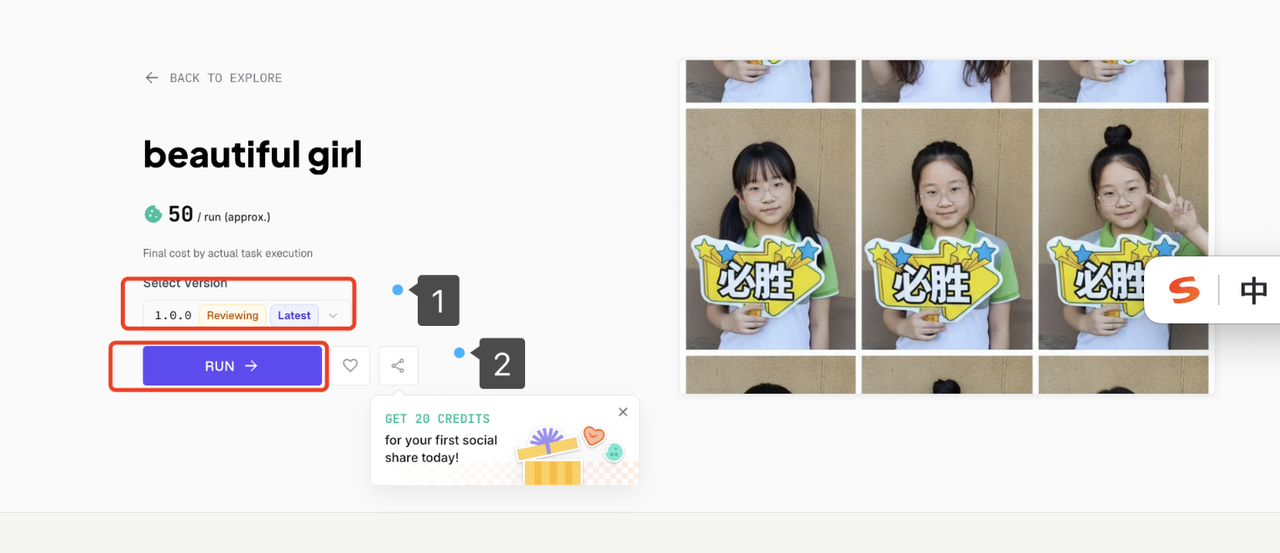 BACK TO EXPLORE
beautiful girl
50 / run (approx.)
Final cost by actual task execution
Select Version
1.0.0 Reviewing Latest
1
RUN
2
GET 20 CREDITS
for your first social
share today!
必胜 必胜 必胜
S 中